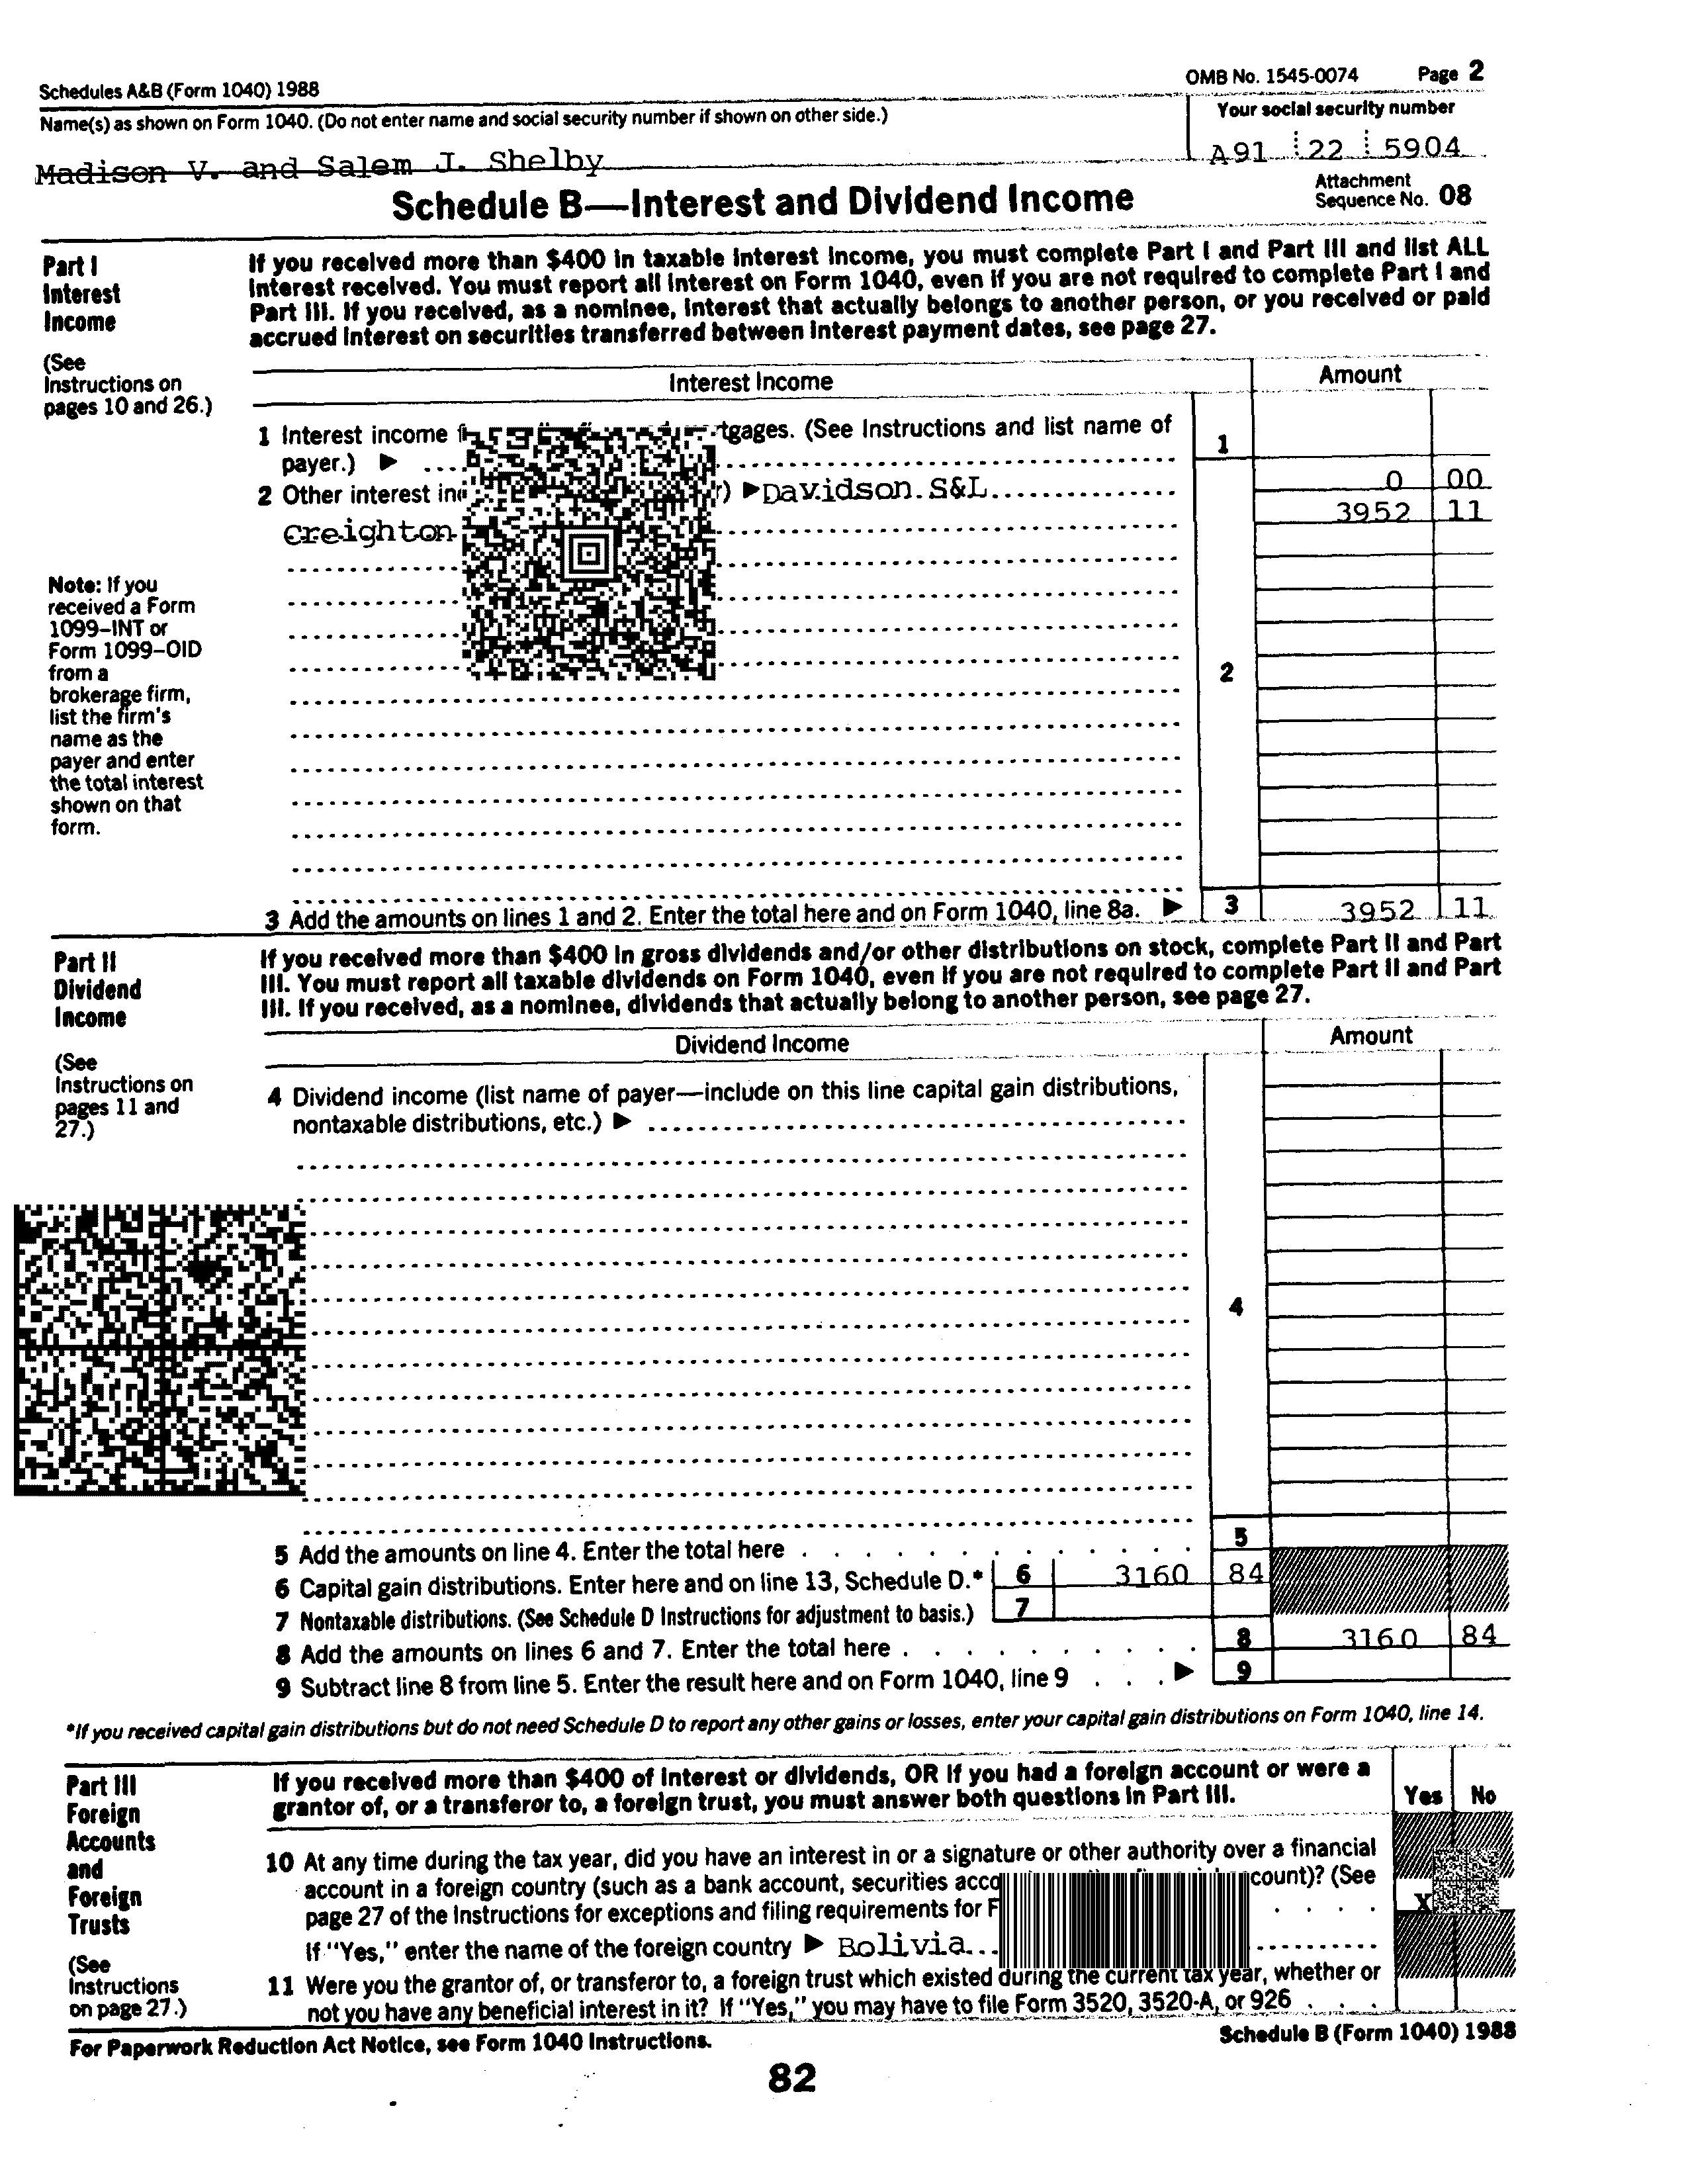 Schedules A&B (Form 1040) 1988 OMB No. 1545-0074 Page 2
Name(s) as shown on Form 1040. (Do not enter name and social security number if shown on other side.) Your social security number
Madison V. and Salem J. Shelby A91 22 5904
Schedule B—Interest and Dividend Income Attachment Sequence No. 08
Part I
Interest
Income
(See
Instructions on
pages 10 and 26.)
If you received more than $400 in taxable interest income, you must complete Part I and Part III and list ALL
interest received. You must report all interest on Form 1040, even if you are not required to complete Part I and
Part III. If you received, as a nominee, interest that actually belongs to another person, or you received or paid
accrued interest on securities transferred between interest payment dates, see page 27.
Interest Income Amount
1 Interest income tgages. (See Instructions and list name of
payer.) ▶ 1
2 Other interest ▶ Davidson S&L 0 00
Creighton 3952 11
2
Note: If you
received a Form
1099–INT or
Form 1099–OID
from a
brokerage firm,
list the firm's
name as the
payer and enter
the total interest
shown on that
form.
3 Add the amounts on lines 1 and 2. Enter the total here and on Form 1040, line 8a. ▶ 3 3952 11
Part II
Dividend
Income
(See
Instructions on
pages 11 and
27.)
If you received more than $400 in gross dividends and/or other distributions on stock, complete Part II and Part
III. You must report all taxable dividends on Form 1040, even if you are not required to complete Part II and Part
III. If you received, as a nominee, dividends that actually belong to another person, see page 27.
Dividend Income Amount
4 Dividend income (list name of payer—include on this line capital gain distributions,
nontaxable distributions, etc.) ▶
4
5 Add the amounts on line 4. Enter the total here 5
6 Capital gain distributions. Enter here and on line 13, Schedule D.* 6 3160 84
7 Nontaxable distributions. (See Schedule D Instructions for adjustment to basis.) 7
8 Add the amounts on lines 6 and 7. Enter the total here 8 3160 84
9 Subtract line 8 from line 5. Enter the result here and on Form 1040, line 9 ▶ 9
*If you received capital gain distributions but do not need Schedule D to report any other gains or losses, enter your capital gain distributions on Form 1040, line 14.
Part III
Foreign
Accounts
and
Foreign
Trusts
(See
Instructions
on page 27.)
If you received more than $400 of interest or dividends, OR if you had a foreign account or were a
grantor of, or a transferor to, a foreign trust, you must answer both questions in Part III. Yes No
10 At any time during the tax year, did you have an interest in or a signature or other authority over a financial
account in a foreign country (such as a bank account, securities count)? (See
page 27 of the Instructions for exceptions and filing requirements for X
If "Yes," enter the name of the foreign country ▶ Bolivia
11 Were you the grantor of, or transferor to, a foreign trust which existed during the current tax year, whether or
not you have any beneficial interest in it? If "Yes," you may have to file Form 3520, 3520-A, or 926
For Paperwork Reduction Act Notice, see Form 1040 Instructions. Schedule B (Form 1040) 1988
82